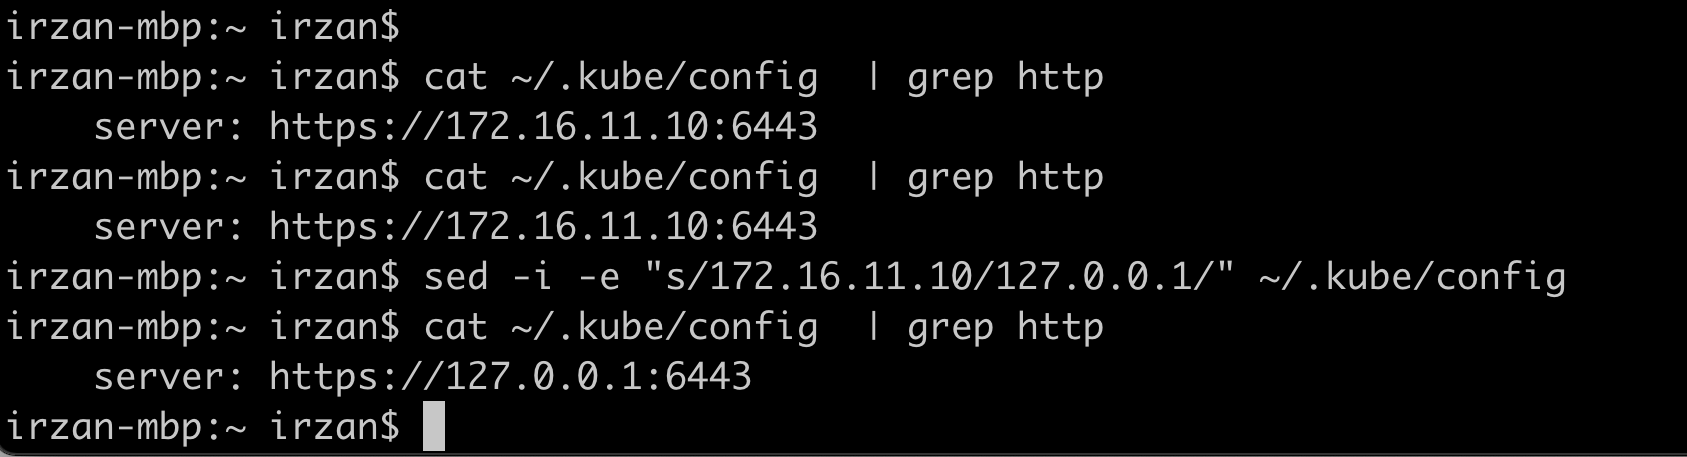 irzan-mbp:~ irzan$
irzan-mbp:~ irzan$ cat ~/.kube/config  | grep http
    server: https://172.16.11.10:6443
irzan-mbp:~ irzan$ cat ~/.kube/config  | grep http
    server: https://172.16.11.10:6443
irzan-mbp:~ irzan$ sed -i -e "s/172.16.11.10/127.0.0.1/" ~/.kube/config
irzan-mbp:~ irzan$ cat ~/.kube/config  | grep http
    server: https://127.0.0.1:6443
irzan-mbp:~ irzan$